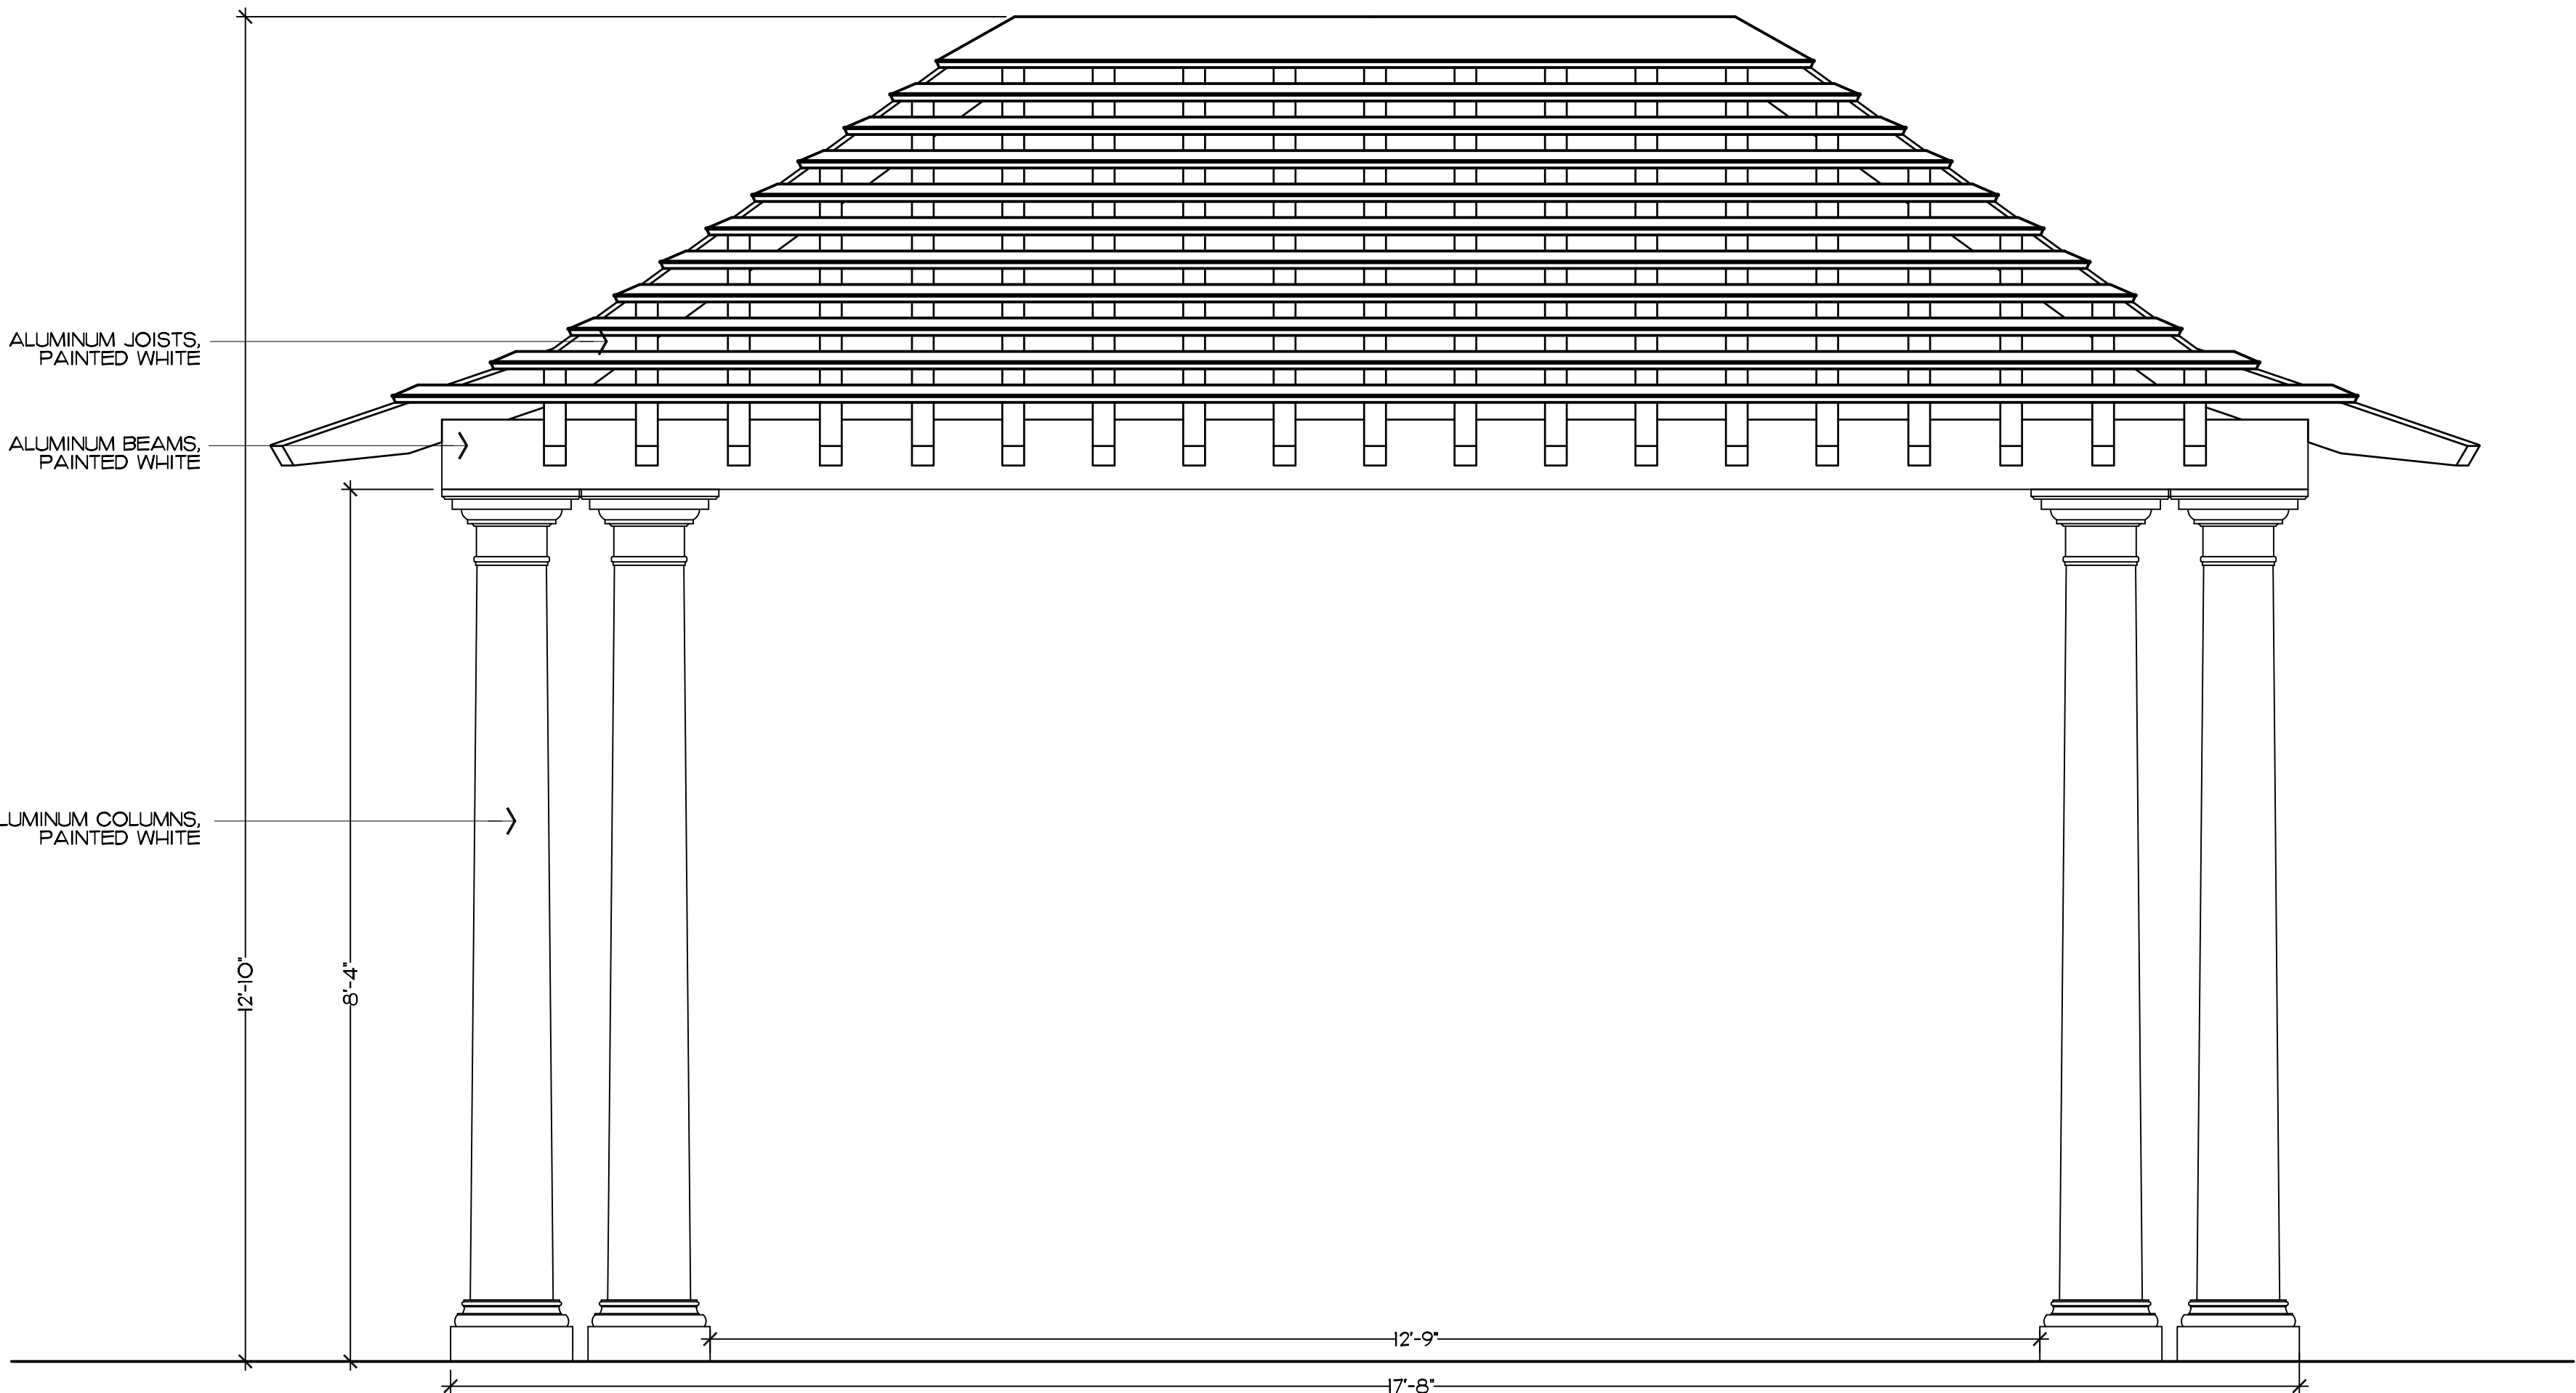 ALUMINUM JOISTS,
PAINTED WHITE
ALUMINUM BEAMS,
PAINTED WHITE
LUMINUM COLUMNS,
PAINTED WHITE
12'-10"
8'-4"
12'-9"
17'-8"